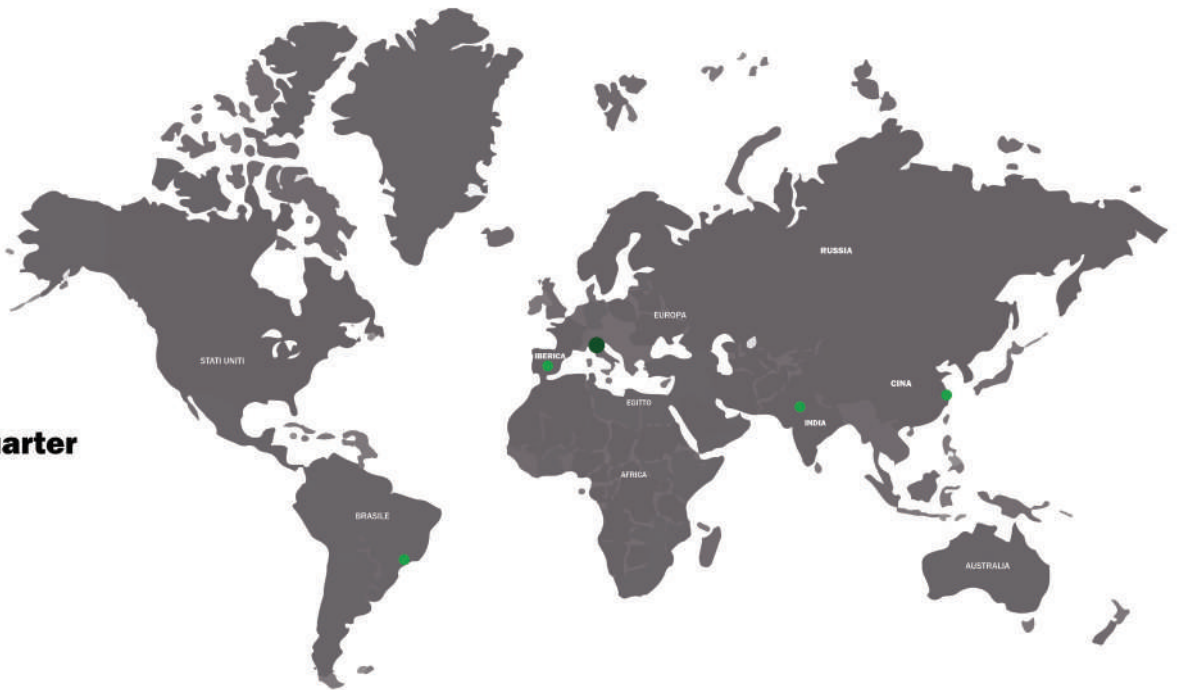 RUSSIA
EUROPA
IBERICA
STATI UNITI
CINA
EGITTO
INDIA
arter
AFRICA
BRASILE
AUSTRALIA